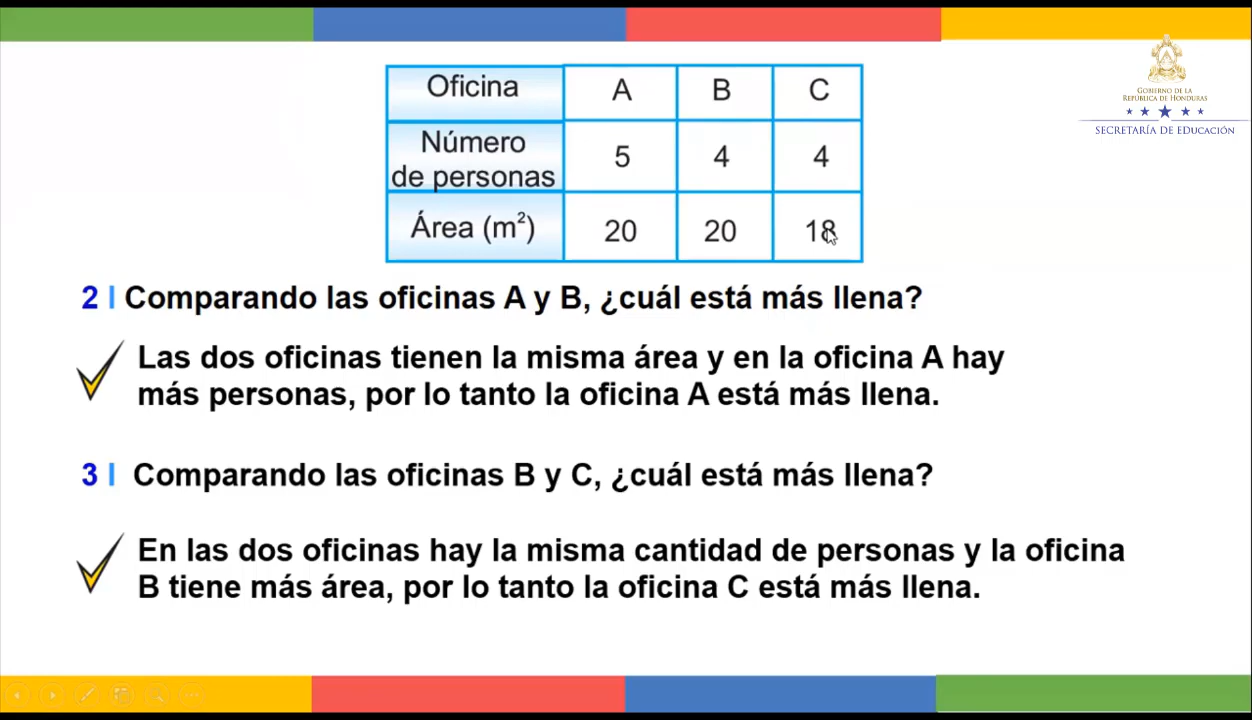 Oficina A B C
Número
de personas 5 4 4
Área (m²) 20 20 18
GOBIERNO DE LA
REPÚBLICA DE HONDURAS
SECRETARÍA DE EDUCACIÓN
2 I Comparando las oficinas A y B, ¿cuál está más llena?
Las dos oficinas tienen la misma área y en la oficina A hay
más personas, por lo tanto la oficina A está más llena.
3 I Comparando las oficinas B y C, ¿cuál está más llena?
En las dos oficinas hay la misma cantidad de personas y la oficina
B tiene más área, por lo tanto la oficina C está más llena.